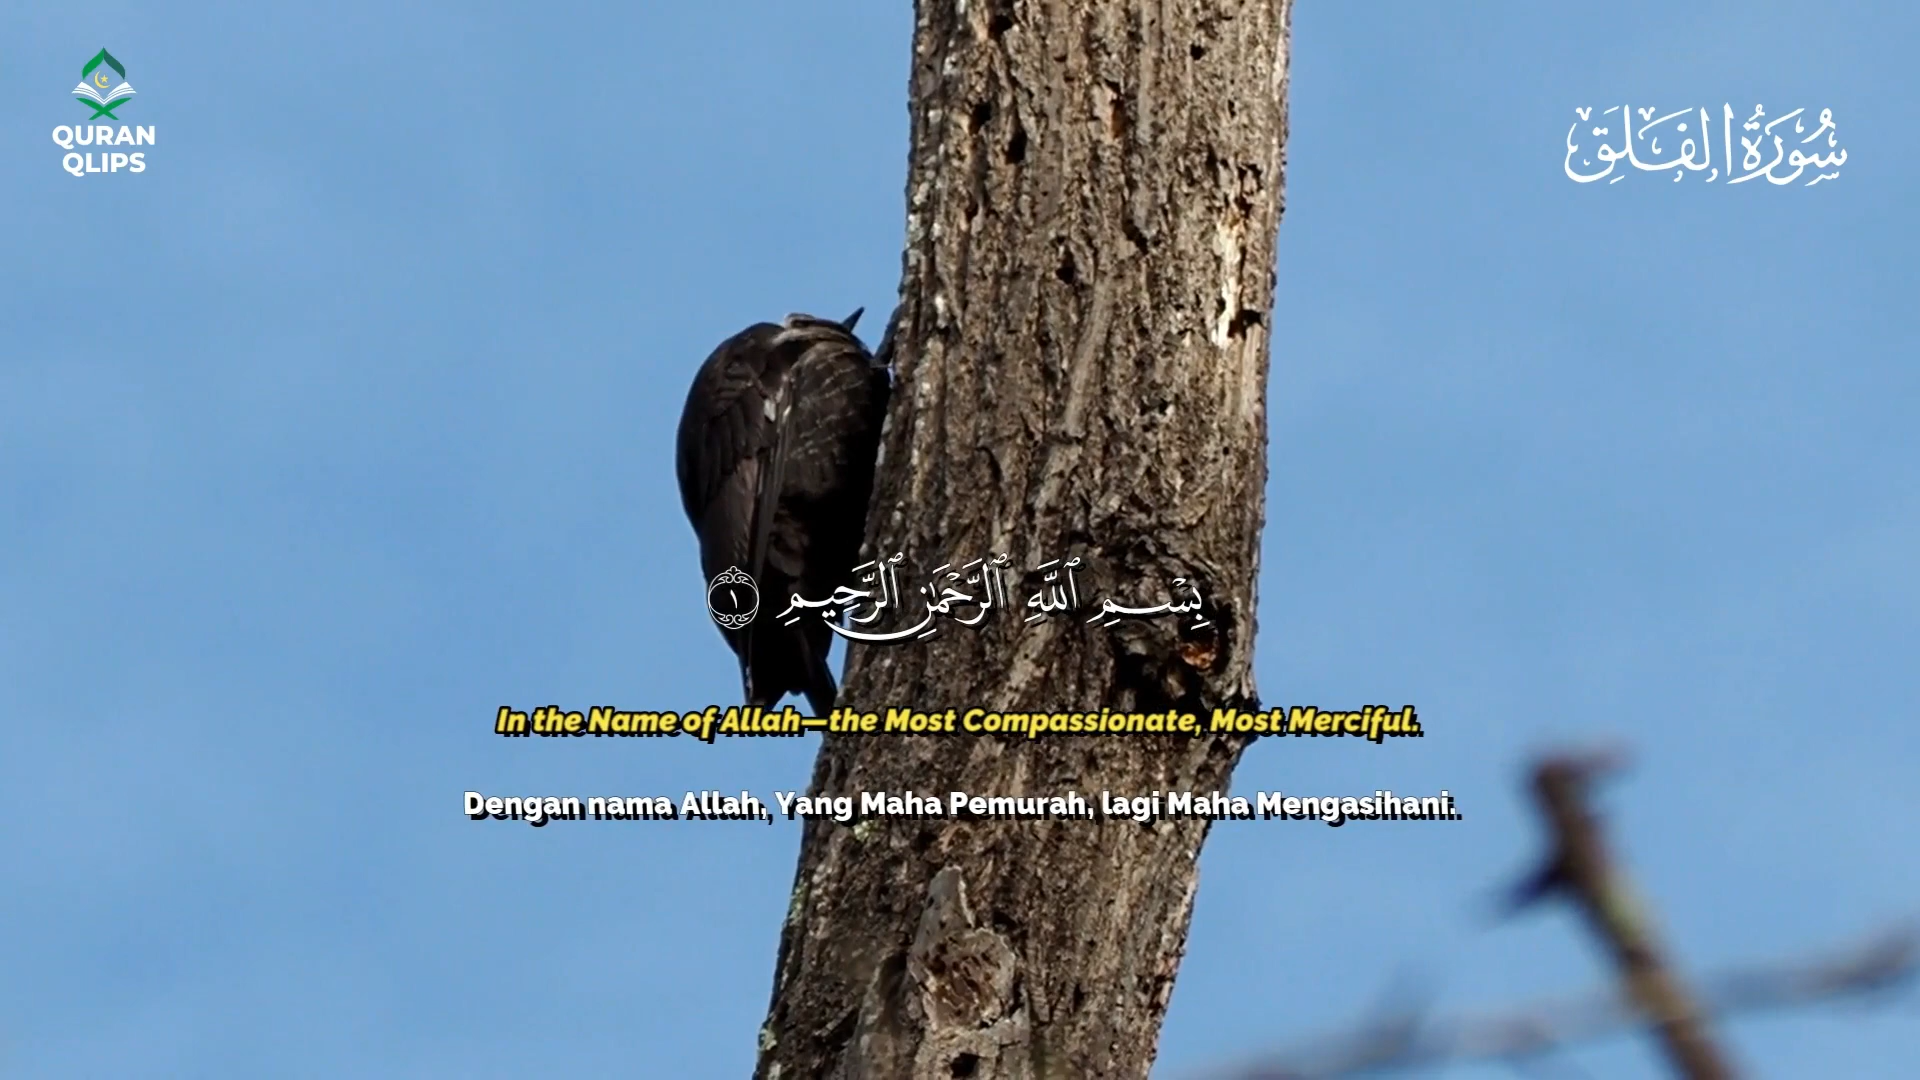 QURAN
QLIPS
سُورَةُ الفَلَقِ
بِسْمِ ٱللَّهِ ٱلرَّحْمَٰنِ ٱلرَّحِيمِ ١
In the Name of Allah—the Most Compassionate, Most Merciful.
Dengan nama Allah, Yang Maha Pemurah, lagi Maha Mengasihani.